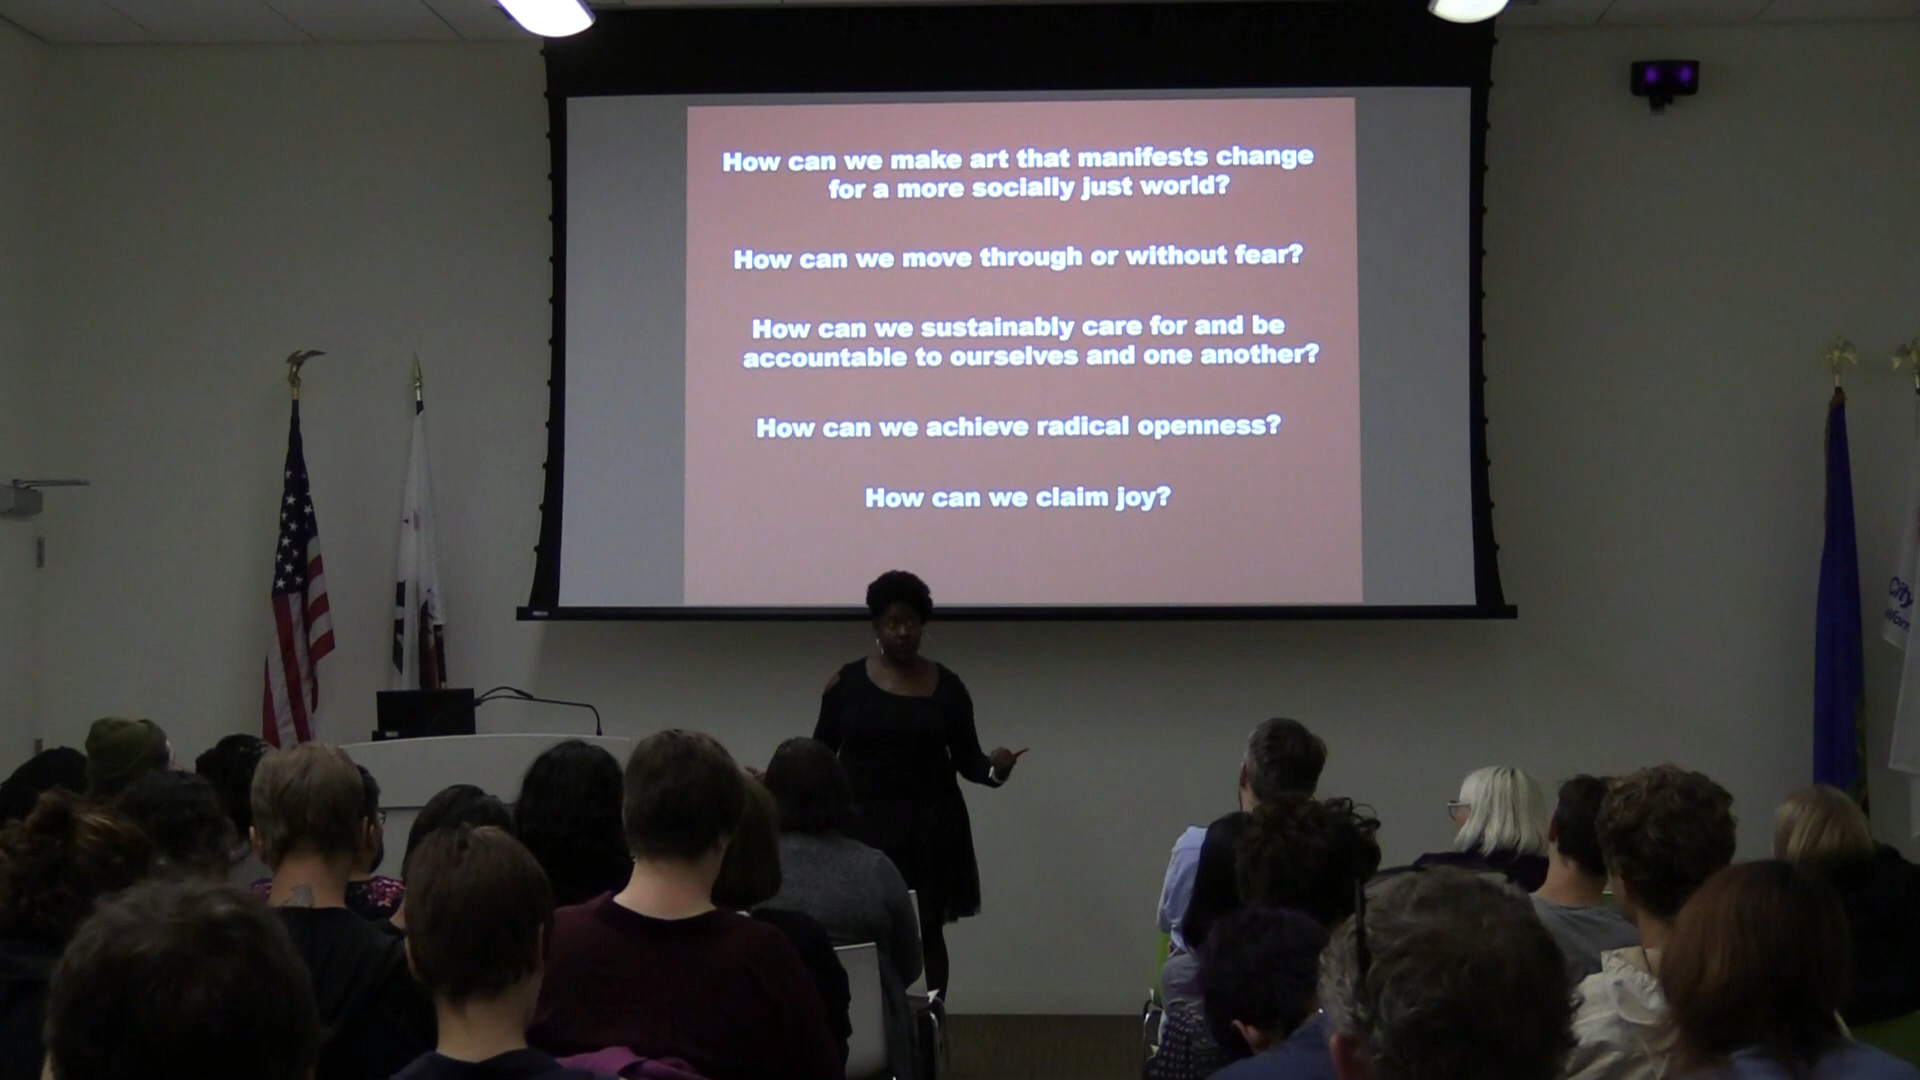 How can we make art that manifests change
for a more socially just world?
How can we move through or without fear?
How can we sustainably care for and be
accountable to ourselves and one another?
How can we achieve radical openness?
How can we claim joy?
City